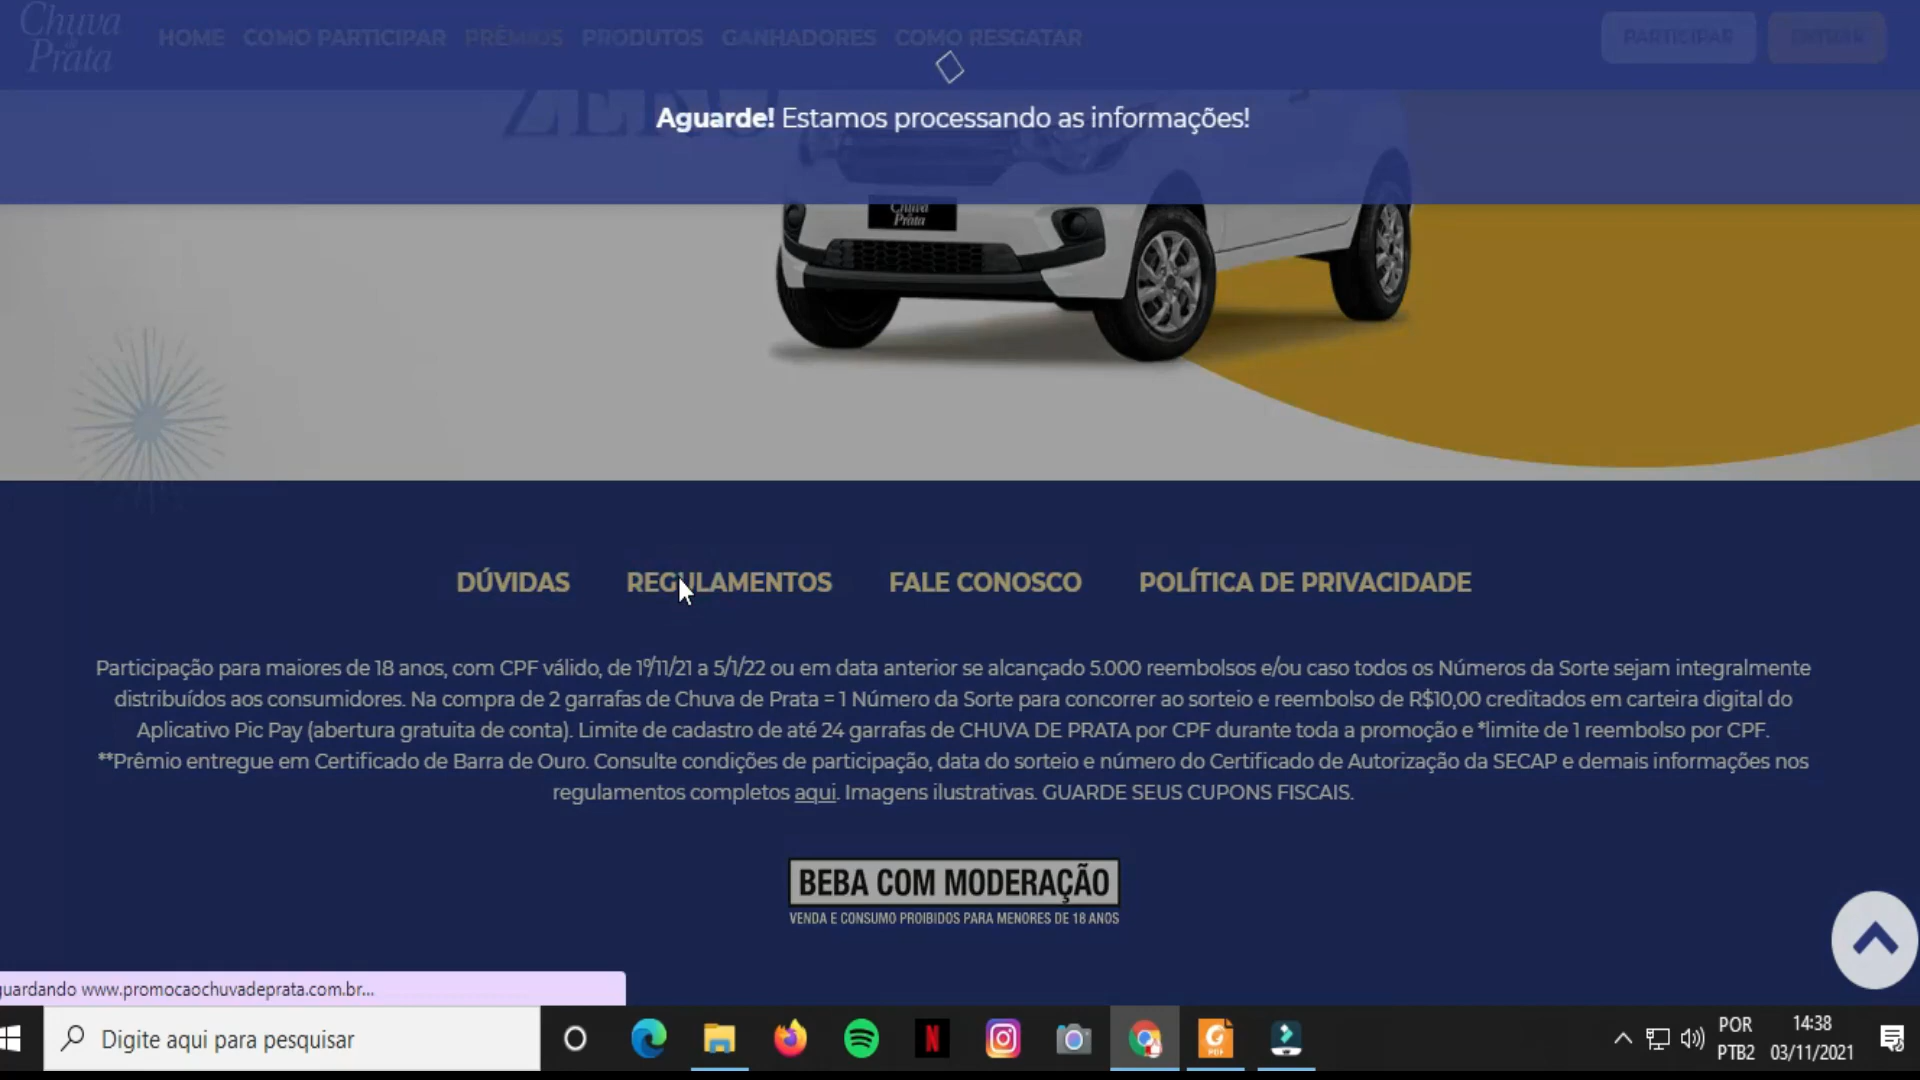 Chuva
de
Prata
HOME COMO PARTICIPAR PRÊMIOS PRODUTOS GANHADORES COMO RESGATAR
PARTICIPAR ENTRAR
ZERO
Aguarde! Estamos processando as informações!
Chuva
de
Prata
DÚVIDAS REGULAMENTOS FALE CONOSCO POLÍTICA DE PRIVACIDADE
Participação para maiores de 18 anos, com CPF válido, de 1º/11/21 a 5/1/22 ou em data anterior se alcançado 5.000 reembolsos e/ou caso todos os Números da Sorte sejam integralmente
distribuídos aos consumidores. Na compra de 2 garrafas de Chuva de Prata = 1 Número da Sorte para concorrer ao sorteio e reembolso de R$10,00 creditados em carteira digital do
Aplicativo Pic Pay (abertura gratuita de conta). Limite de cadastro de até 24 garrafas de CHUVA DE PRATA por CPF durante toda a promoção e *limite de 1 reembolso por CPF.
**Prêmio entregue em Certificado de Barra de Ouro. Consulte condições de participação, data do sorteio e número do Certificado de Autorização da SECAP e demais informações nos
regulamentos completos aqui. Imagens ilustrativas. GUARDE SEUS CUPONS FISCAIS.
BEBA COM MODERAÇÃO
VENDA E CONSUMO PROIBIDOS PARA MENORES DE 18 ANOS
guardando www.promocaochuvadeprata.com.br...
Digite aqui para pesquisar
POR 14:38
PTB2 03/11/2021